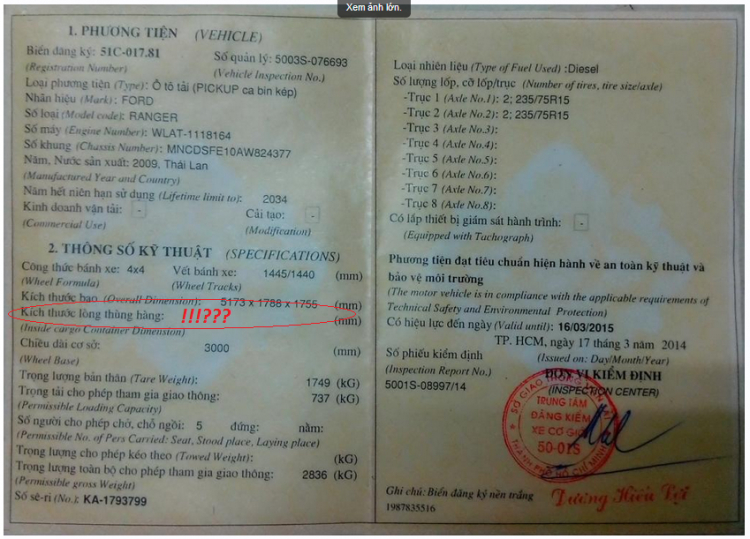 Xem ảnh lớn.
1. PHƯƠNG TIỆN (VEHICLE)
Biển đăng ký: 51C-017.81 Số quản lý: 5003S-076693
(Registration Number) (Vehicle Inspection No.)
Loại phương tiện (Type): Ô tô tải (PICKUP ca bin kép)
Nhãn hiệu (Mark): FORD
Số loại (Model code): RANGER
Số máy (Engine Number): WLAT-1118164
Số khung (Chassis Number): MNCDSFE10AW824377
Năm, Nước sản xuất: 2009, Thái Lan
(Manufactured Year and Country)
Năm hết niên hạn sử dụng (Lifetime limit to): 2034
Kinh doanh vận tải: - Cải tạo: -
(Commercial Use) (Modification)
2. THÔNG SỐ KỸ THUẬT (SPECIFICATIONS)
Công thức bánh xe: 4x4 Vết bánh xe: 1445/1440 (mm)
(Wheel Formula) (Wheel Tracks)
Kích thước bao (Overall Dimension): 5173 x 1788 x 1755 (mm)
Kích thước lòng thùng hàng: !!!??? (mm)
(Inside cargo Container Dimension)
Chiều dài cơ sở: 3000 (mm)
(Wheel Base)
Trọng lượng bản thân (Tare Weight): 1749 (kG)
Trọng tải cho phép tham gia giao thông: 737 (kG)
(Permissible Loading Capacity)
Số người cho phép chở, chỗ ngồi: 5 đứng: nằm:
(Permissible No. of Pers Carried: Seat, Stood place, Laying place)
Trọng lượng cho phép kéo theo (Towed Weight): (kG)
Trọng lượng toàn bộ cho phép tham gia giao thông: 2836 (kG)
(Permissible gross Weight)
Số sê-ri (No.): KA-1793799
Loại nhiên liệu (Type of Fuel Used) :Diesel
Số lượng lốp, cỡ lốp/trục (Number of tires, tire size/axle)
-Trục 1 (Axle No.1): 2; 235/75R15
-Trục 2 (Axle No.2): 2; 235/75R15
-Trục 3 (Axle No.3):
-Trục 4 (Axle No.4):
-Trục 5 (Axle No.5):
-Trục 6 (Axle No.6):
-Trục 7 (Axle No.7):
-Trục 8 (Axle No.8):
Có lắp thiết bị giám sát hành trình: -
(Equipped with Tachograph)
Phương tiện đạt tiêu chuẩn hiện hành về an toàn kỹ thuật và
bảo vệ môi trường
(The motor vehicle is in compliance with the applicable requirements of
Technical Safety and Environmental Protection)
Có hiệu lực đến ngày (Valid until): 16/03/2015
TP. HCM, ngày 17 tháng 3 năm 2014
Số phiếu kiểm định (Issued on: Day/Month/Year)
(Inspection Report No.) ĐƠN VỊ KIỂM ĐỊNH
5001S-08997/14 (INSPECTION CENTER)
SỞ GIAO THÔNG VẬN TẢI
TRUNG TÂM
ĐĂNG KIỂM
XE CƠ GIỚI
50-01S
THÀNH PHỐ HỒ CHÍ MINH
Ghi chú: Biển đăng ký nền trắng
1987835516
Dương Hiếu Lợi